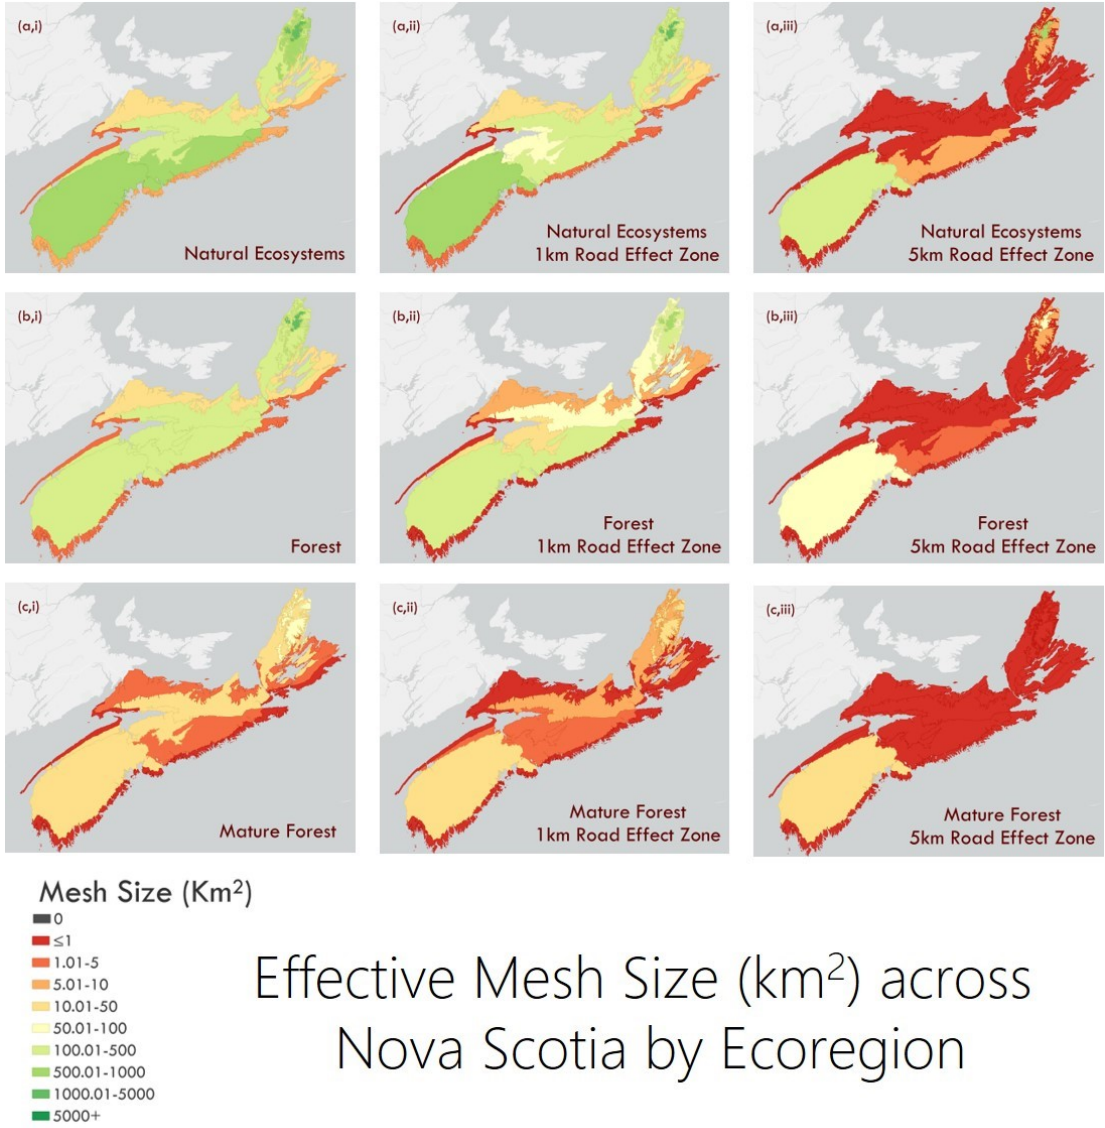 (a,i)
Natural Ecosystems
(a,ii)
Natural Ecosystems
1km Road Effect Zone
(a,iii)
Natural Ecosystems
5km Road Effect Zone
(b,i)
Forest
(b,ii)
Forest
1km Road Effect Zone
(b,iii)
Forest
5km Road Effect Zone
(c,i)
Mature Forest
(c,ii)
Mature Forest
1km Road Effect Zone
(c,iii)
Mature Forest
5km Road Effect Zone
Mesh Size (Km²)
0
≤1
1.01-5
5.01-10
10.01-50
50.01-100
100.01-500
500.01-1000
1000.01-5000
5000+
Effective Mesh Size (km²) across
Nova Scotia by Ecoregion